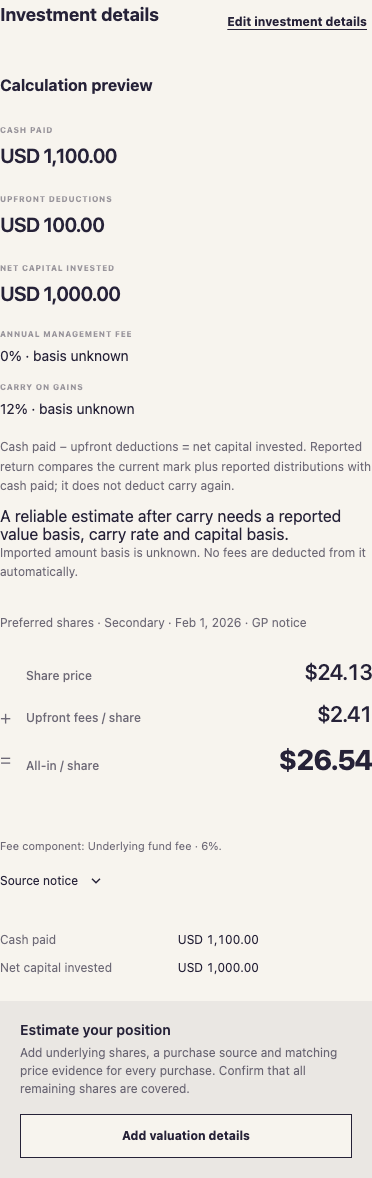 Investment details
Edit investment details
Calculation preview
CASH PAID
USD 1,100.00
UPFRONT DEDUCTIONS
USD 100.00
NET CAPITAL INVESTED
USD 1,000.00
ANNUAL MANAGEMENT FEE
0% · basis unknown
CARRY ON GAINS
12% · basis unknown
Cash paid − upfront deductions = net capital invested. Reported
return compares the current mark plus reported distributions with
cash paid; it does not deduct carry again.
A reliable estimate after carry needs a reported
value basis, carry rate and capital basis.
Imported amount basis is unknown. No fees are deducted from it
automatically.
Preferred shares · Secondary · Feb 1, 2026 · GP notice
Share price $24.13
+ Upfront fees / share $2.41
= All-in / share $26.54
Fee component: Underlying fund fee · 6%.
Source notice
Cash paid USD 1,100.00
Net capital invested USD 1,000.00
Estimate your position
Add underlying shares, a purchase source and matching
price evidence for every purchase. Confirm that all
remaining shares are covered.
Add valuation details